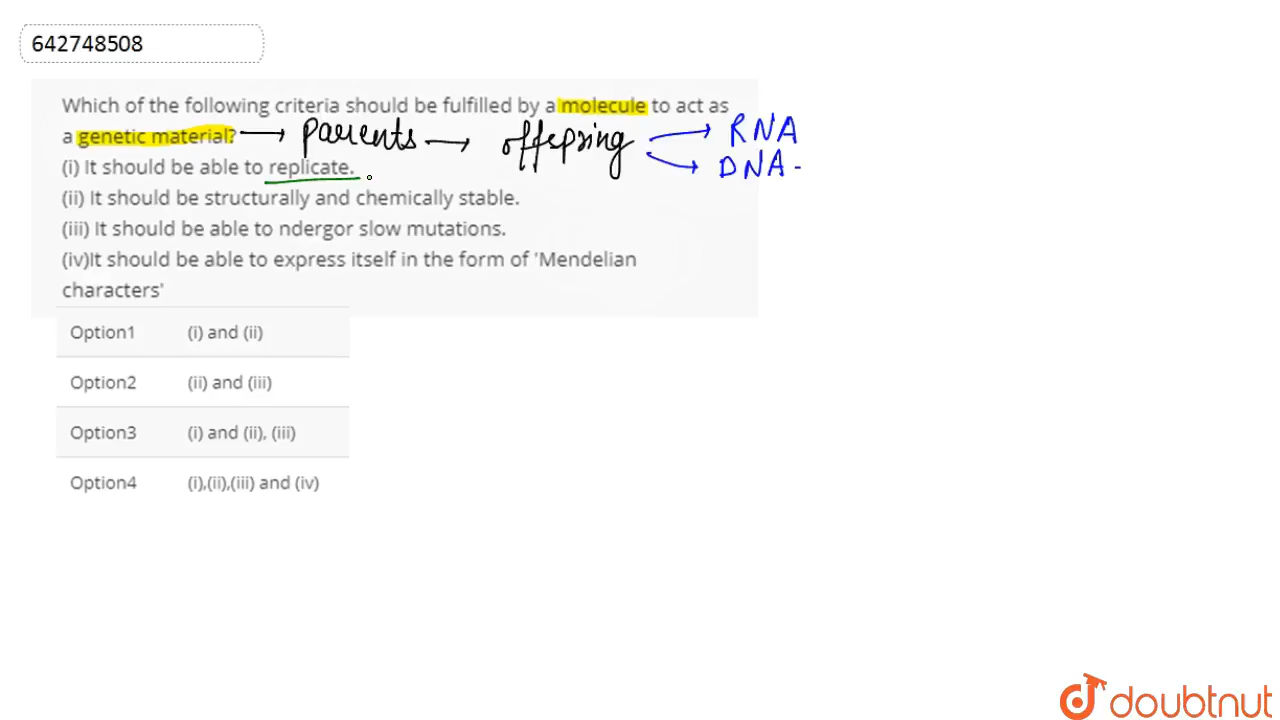 642748508
Which of the following criteria should be fulfilled by a molecule to act as
a genetic material? → parents → offspring → RNA
→ DNA -
(i) It should be able to replicate.
(ii) It should be structurally and chemically stable.
(iii) It should be able to ndergor slow mutations.
(iv)It should be able to express itself in the form of 'Mendelian
characters'
Option1 (i) and (ii)
Option2 (ii) and (iii)
Option3 (i) and (ii), (iii)
Option4 (i),(ii),(iii) and (iv)
doubtnut